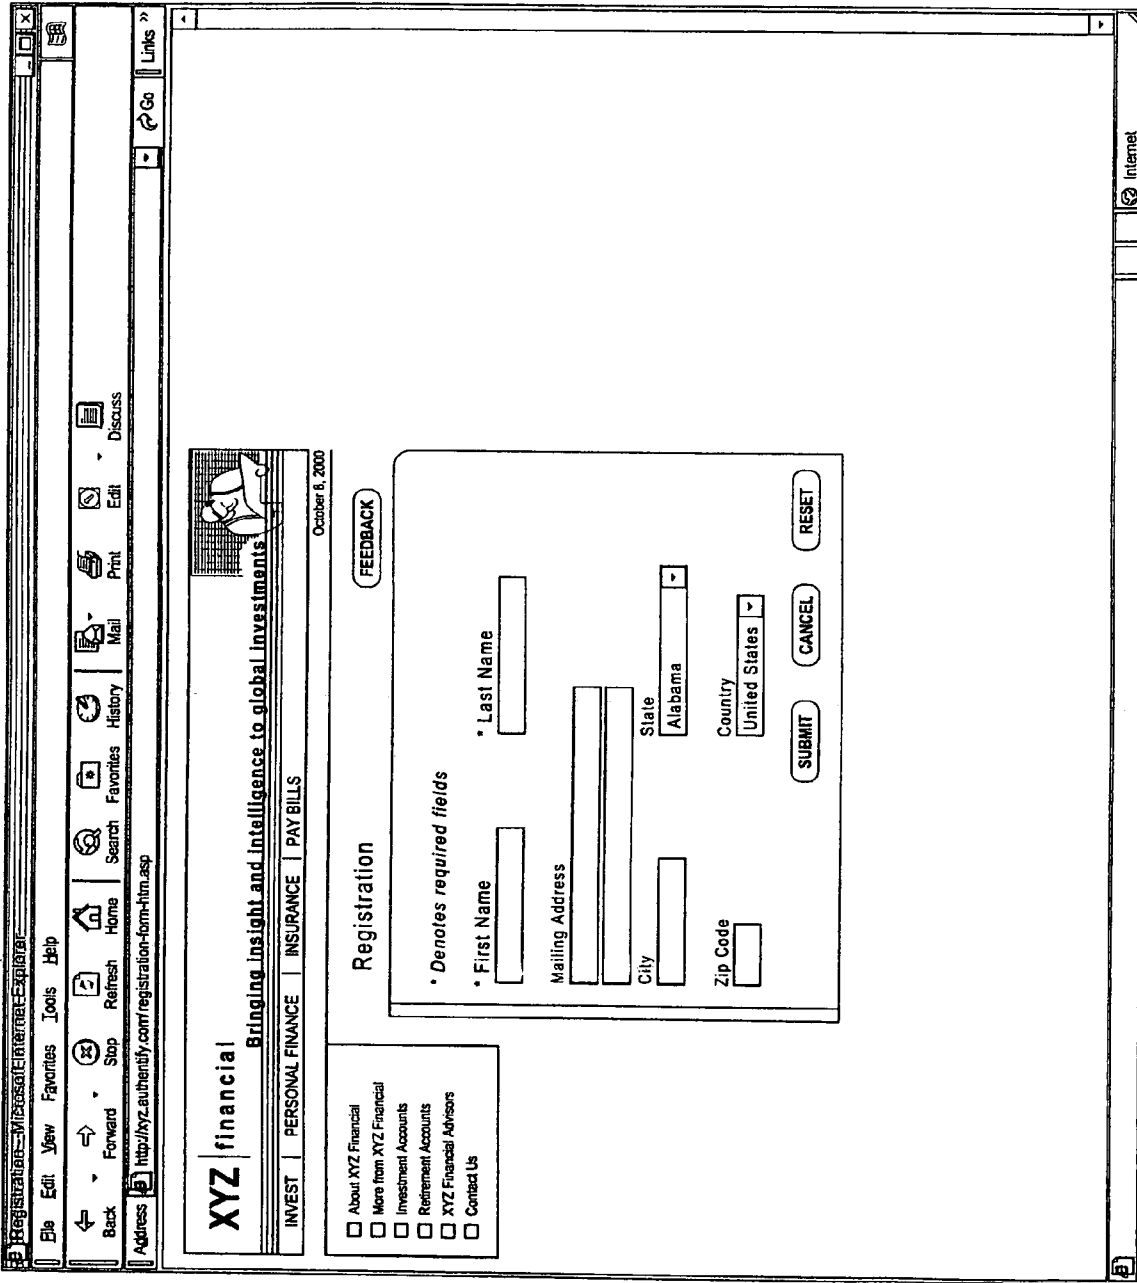 Registration - Microsoft Internet Explorer
File Edit View Favorites Tools Help
Back Forward Stop Refresh Home Search Favorites History Mail Print Edit Discuss
Address http://xyz.authentify.com/registration-form-htm.asp Go Links »
XYZ | financial
Bringing Insight and Intelligence to global investments
INVEST | PERSONAL FINANCE | INSURANCE | PAY BILLS
October 6, 2000
About XYZ Financial
More from XYZ Financial
Investment Accounts
Retirement Accounts
XYZ Financial Advisors
Contact Us
Registration FEEDBACK
* Denotes required fields
* First Name * Last Name
Mailing Address
City State
Alabama
Zip Code Country
United States
SUBMIT CANCEL RESET
Internet